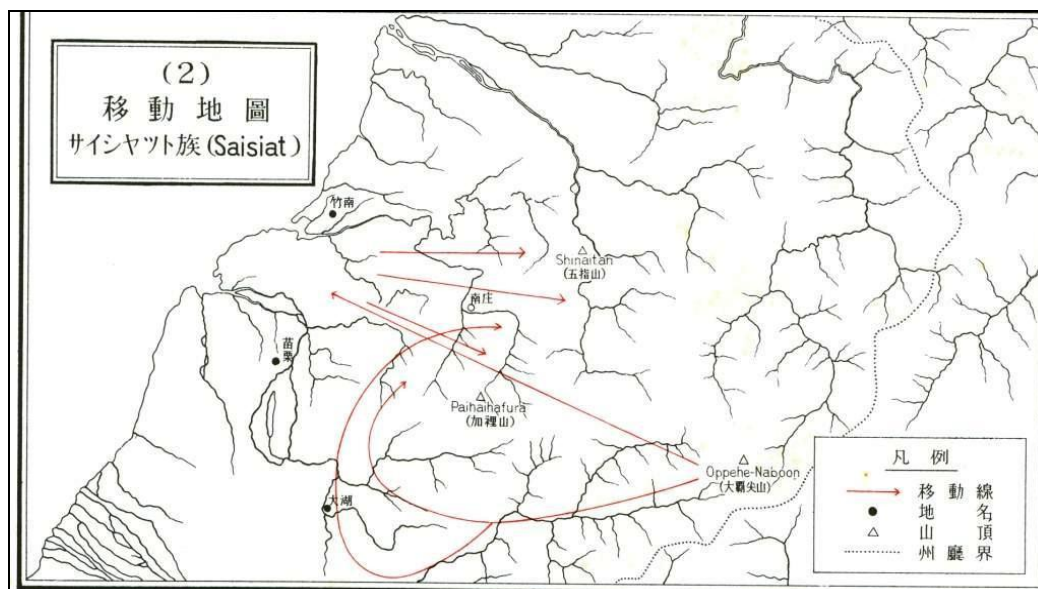 (2)
移動地圖
サイシヤツト族(Saisiat)
竹南
Shinaitan
(五指山)
南庄
苗栗
Paihaihafura
(加裡山)
Oppehe-Naboon
(大霸尖山)
大湖
凡例
移動線
地名
山頂
州廳界